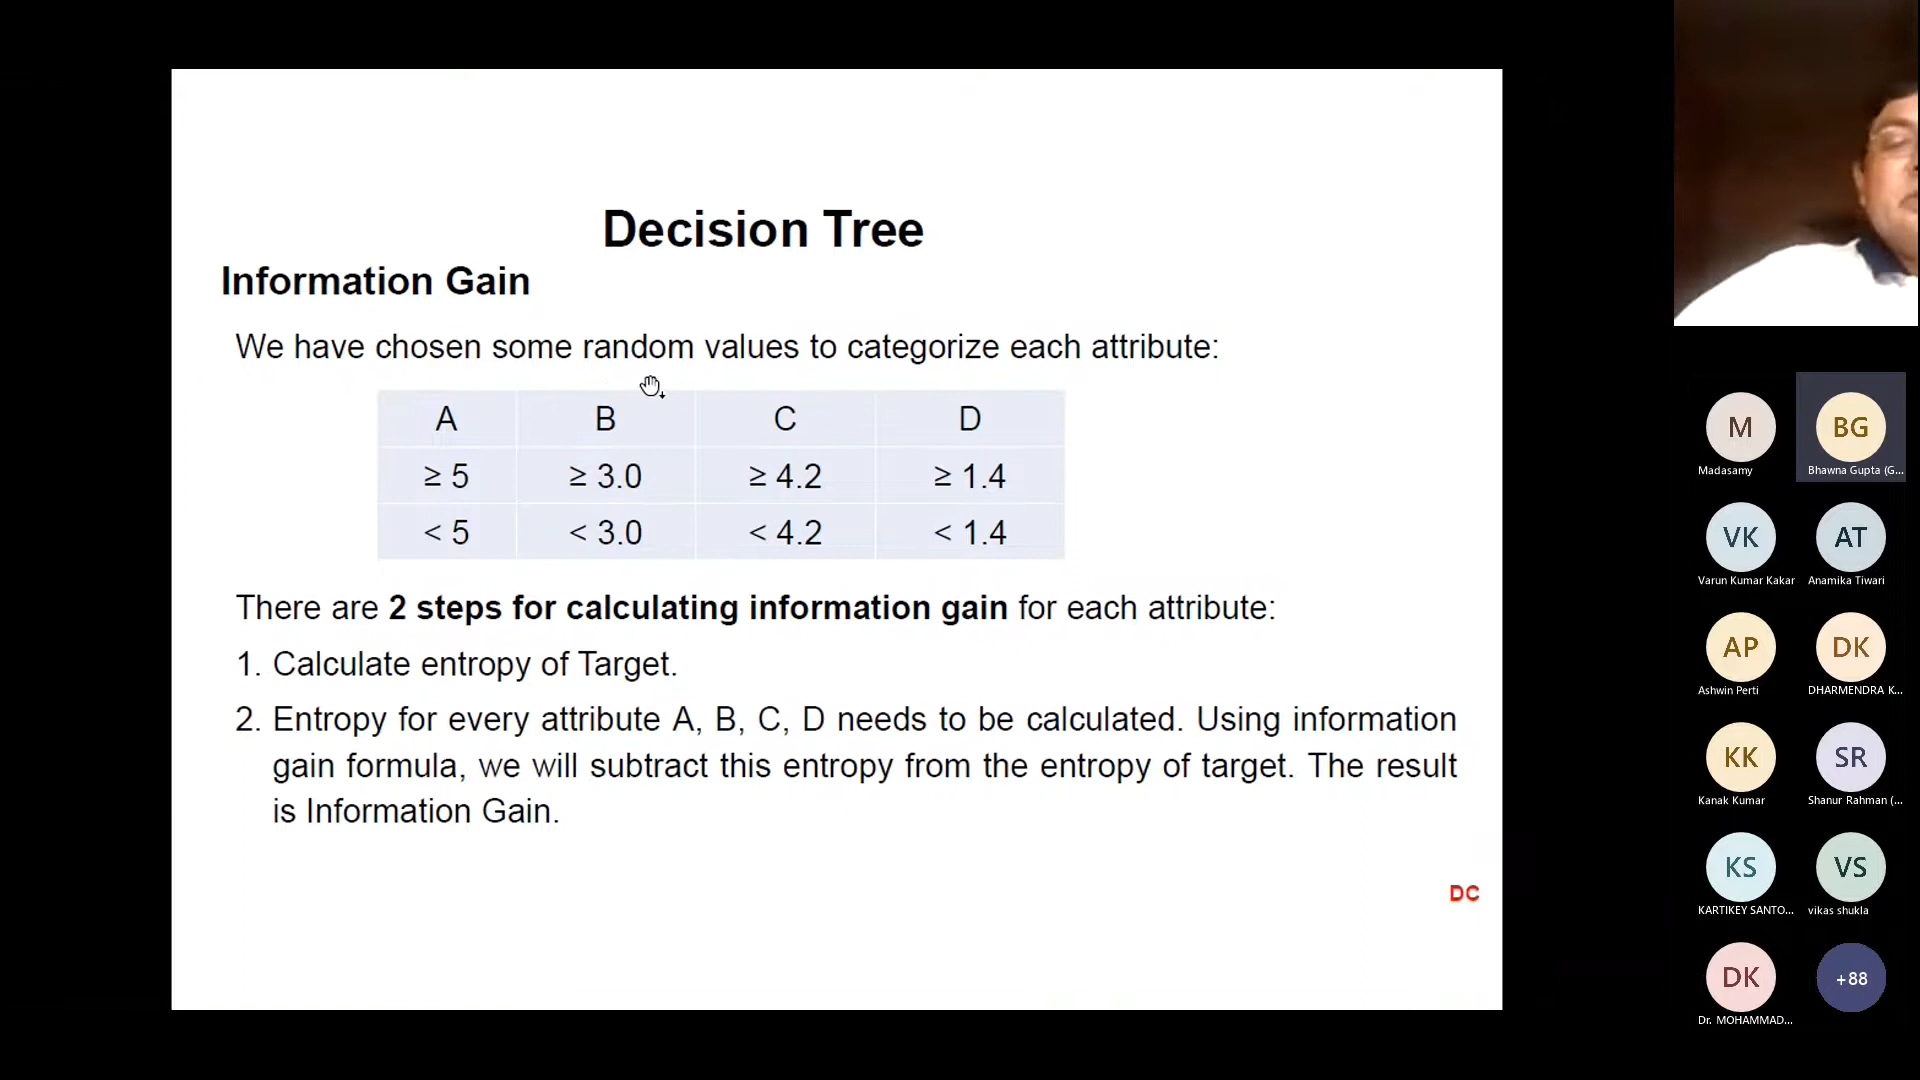 Decision Tree
Information Gain
We have chosen some random values to categorize each attribute:
A B C D
≥ 5 ≥ 3.0 ≥ 4.2 ≥ 1.4
< 5 < 3.0 < 4.2 < 1.4
There are 2 steps for calculating information gain for each attribute:
1. Calculate entropy of Target.
2. Entropy for every attribute A, B, C, D needs to be calculated. Using information
gain formula, we will subtract this entropy from the entropy of target. The result
is Information Gain.
DC
M BG
Madasamy Bhawna Gupta (G...
VK AT
Varun Kumar Kakar Anamika Tiwari
AP DK
Ashwin Perti DHARMENDRA K...
KK SR
Kanak Kumar Shanur Rahman (...
KS VS
KARTIKEY SANTO... vikas shukla
DK +88
Dr. MOHAMMAD...